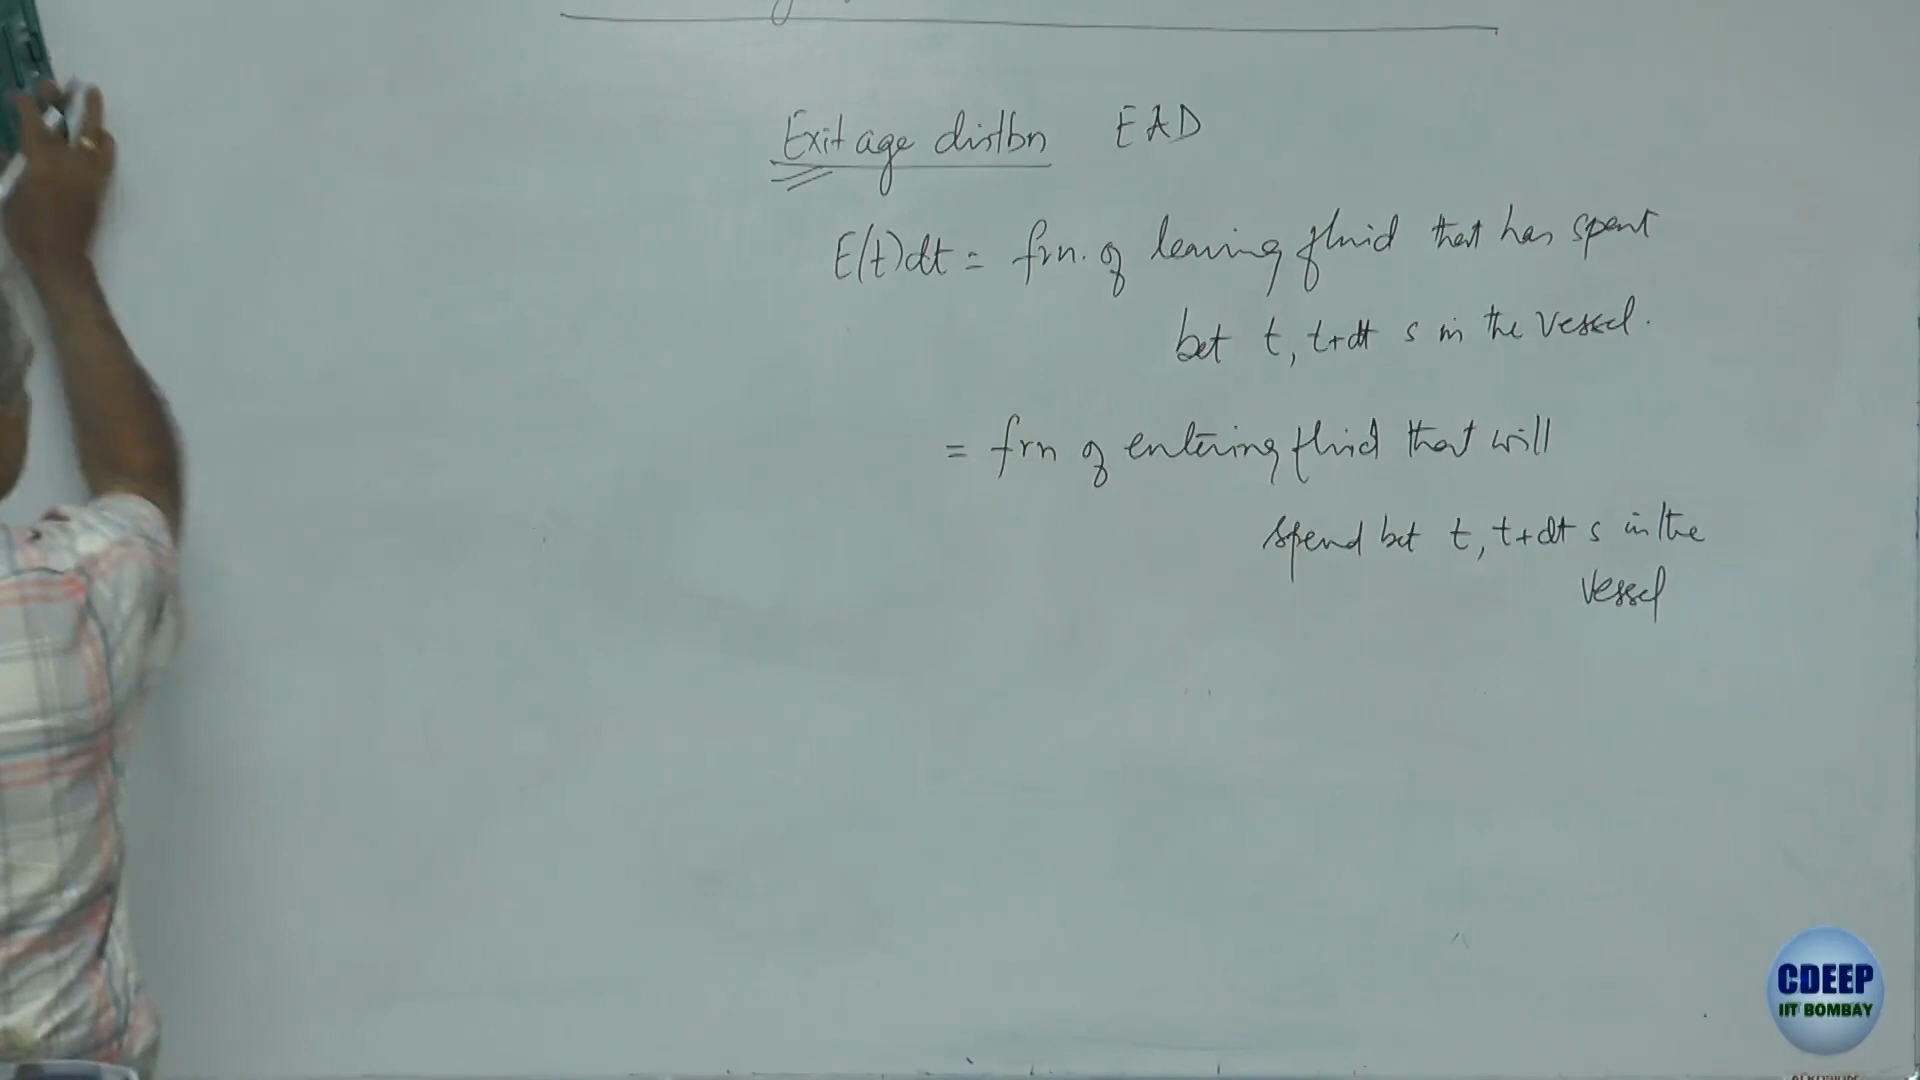 Exit age distbn EAD
E(t)dt = frn. of leaving fluid that has spent
bet t, t+dt s in the vessel.
= frn of entering fluid that will
spend bet t, t+dt s in the
vessel
CDEEP
IIT BOMBAY